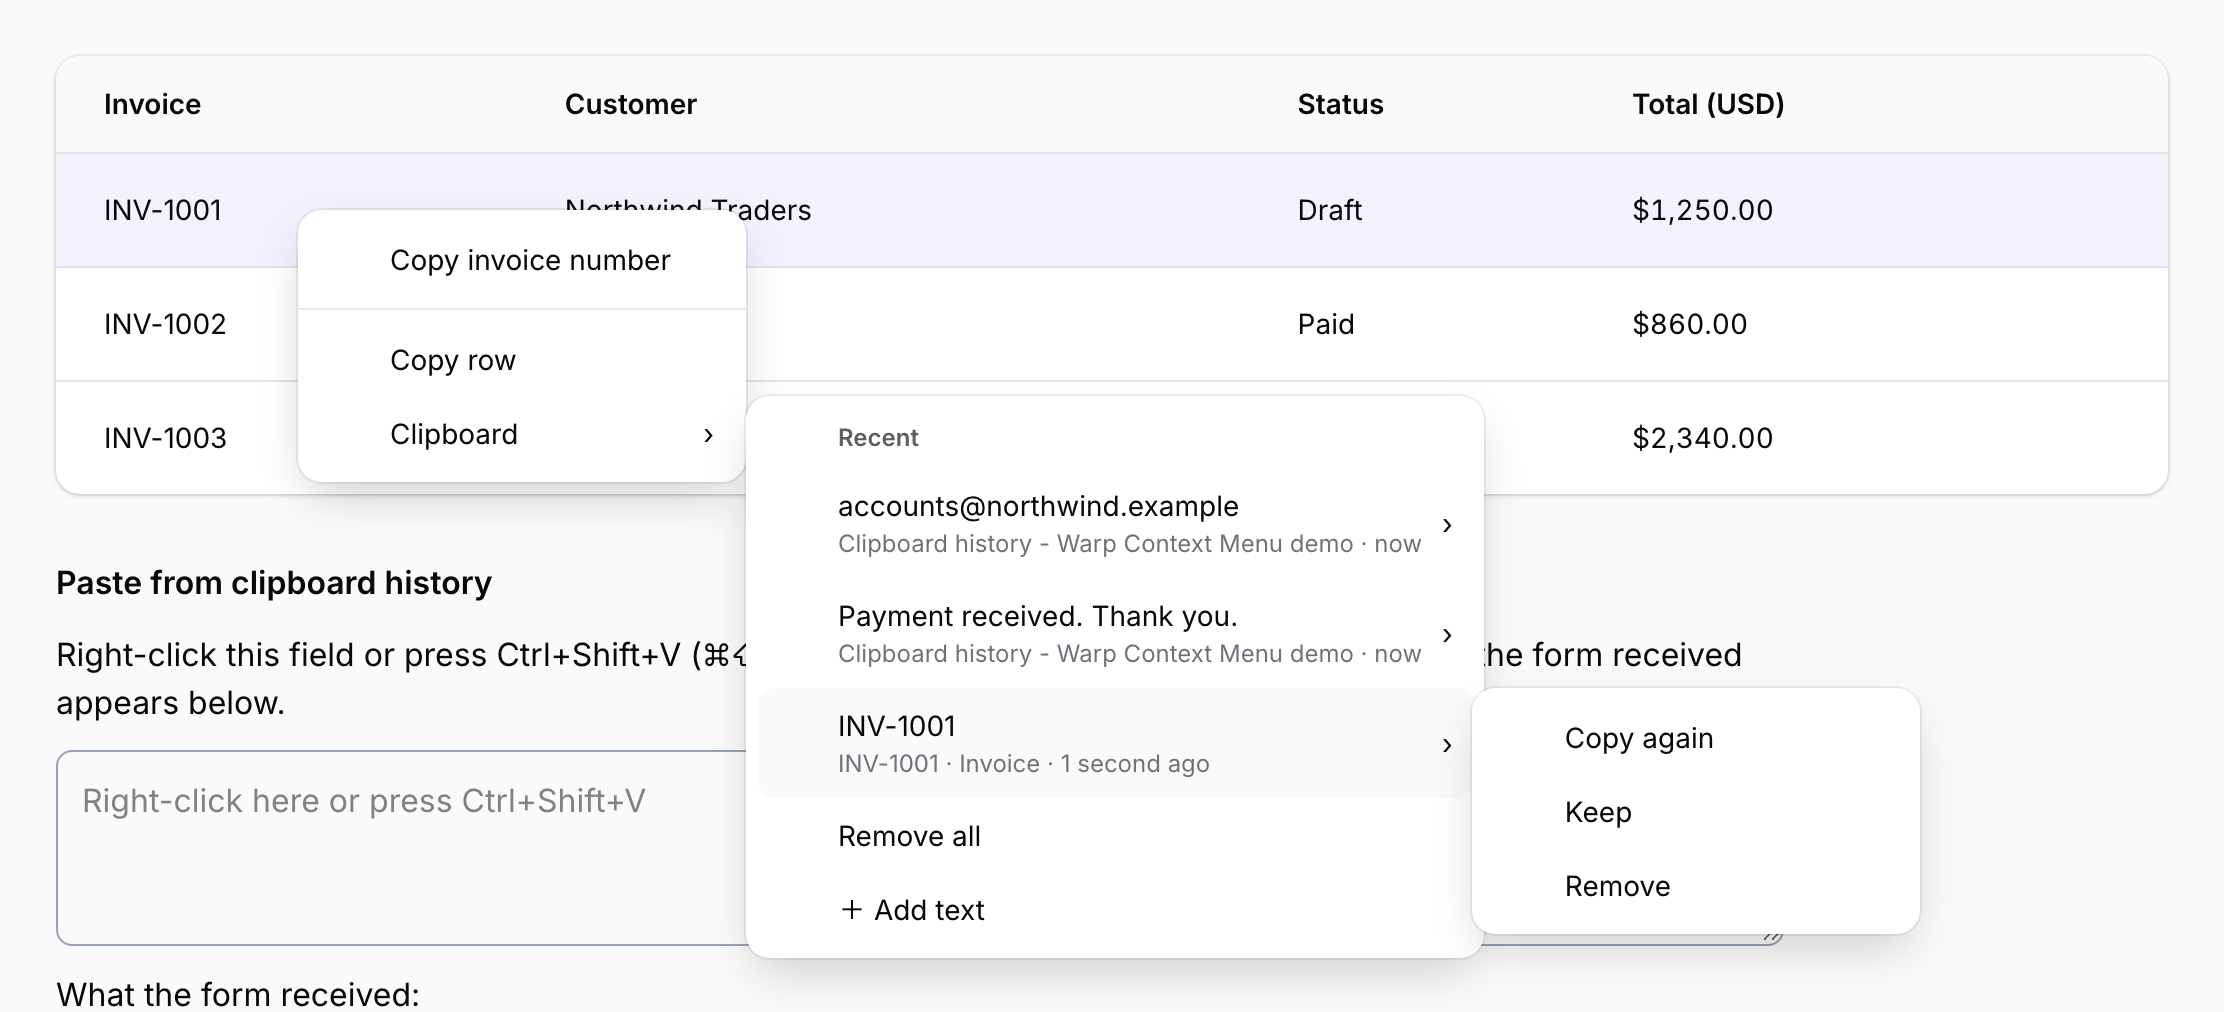 Invoice Customer Status Total (USD)
INV-1001 Northwind Traders Draft $1,250.00
Copy invoice number
INV-1002 Paid $860.00
Copy row
INV-1003 $2,340.00
Clipboard ›
Recent
accounts@northwind.example ›
Clipboard history - Warp Context Menu demo · now
Paste from clipboard history
Payment received. Thank you. ›
Clipboard history - Warp Context Menu demo · now
Right-click this field or press Ctrl+Shift+V (⌘⇧ the form received
appears below.
INV-1001 ›
INV-1001 · Invoice · 1 second ago
Copy again
Keep
Remove
Remove all
+ Add text
Right-click here or press Ctrl+Shift+V
What the form received: